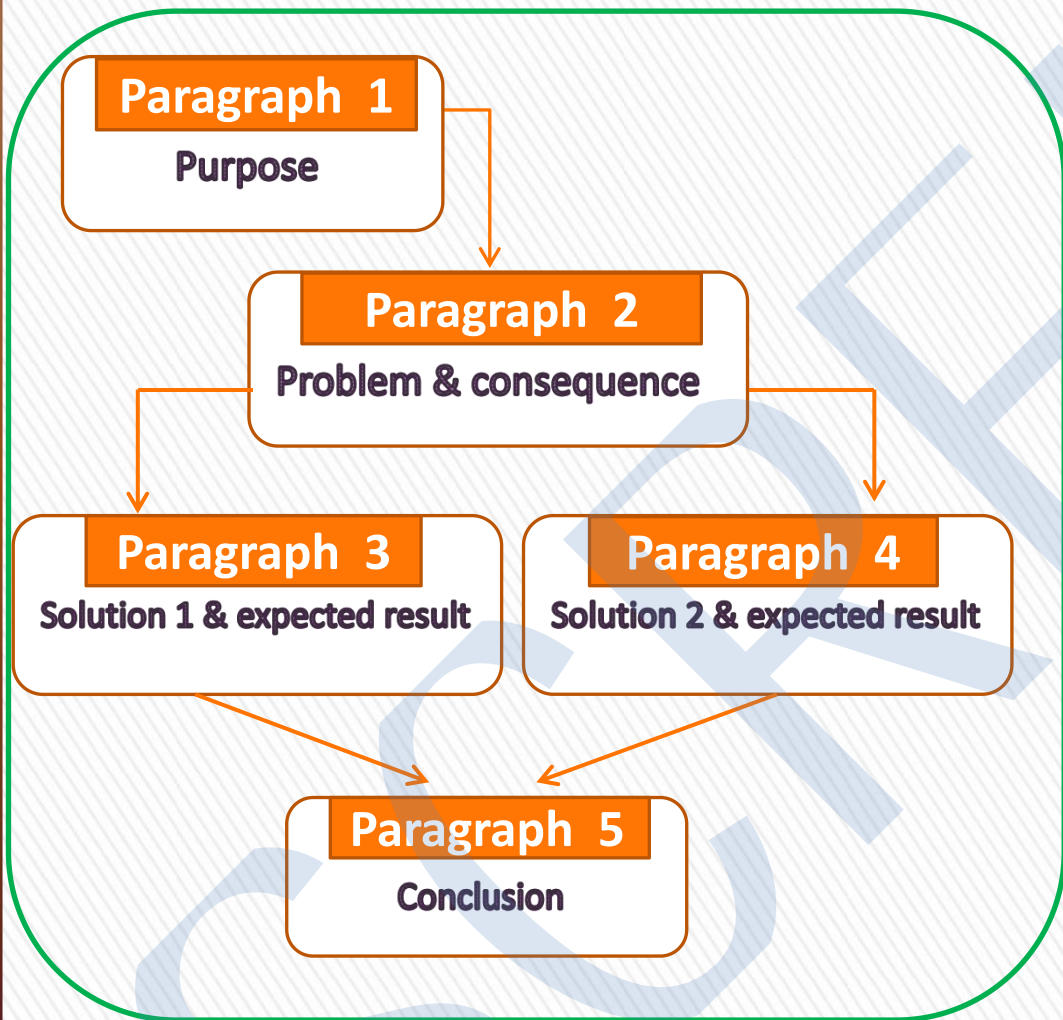 Paragraph 1
Purpose
Paragraph 2
Problem & consequence
Paragraph 3
Solution 1 & expected result
Paragraph 4
Solution 2 & expected result
Paragraph 5
Conclusion